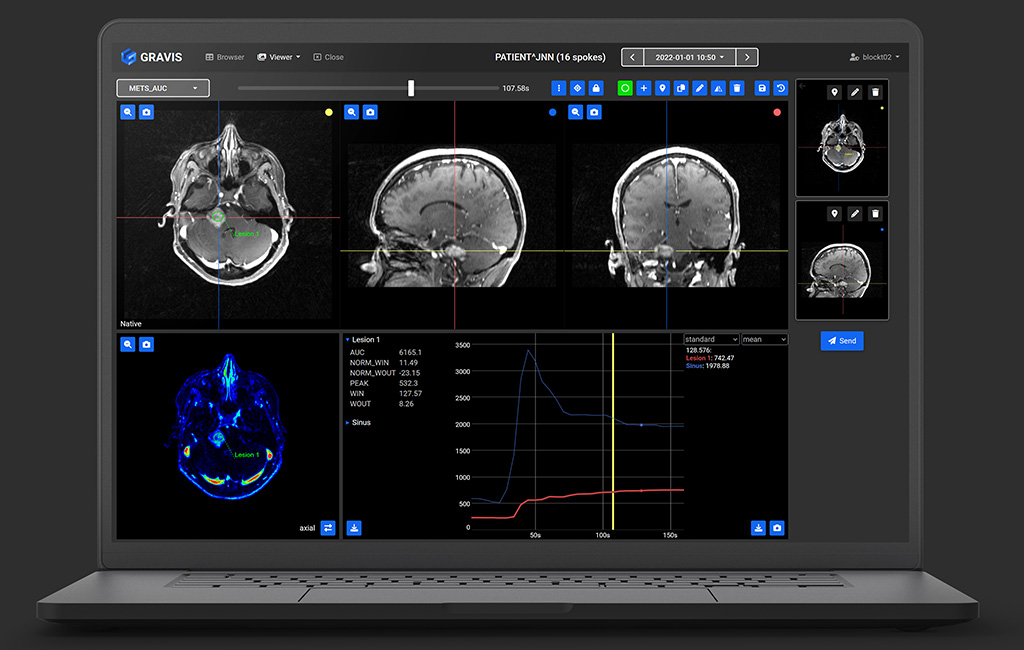 GRAVIS
Browser
Viewer
Close
PATIENT^JNN (16 spokes)
2022-01-01 10:50
blockt02
METS_AUC
107.58s
Lesion 1
Native
Lesion 1
axial
Lesion 1
AUC 6165.1
NORM_WIN 11.49
NORM_WOUT -23.15
PEAK 532.3
WIN 127.57
WOUT 8.26
Sinus
3500
3000
2500
2000
1500
1000
500
0
50s
100s
150s
standard
mean
128.576:
Lesion 1: 742.47
Sinus: 1978.88
Send